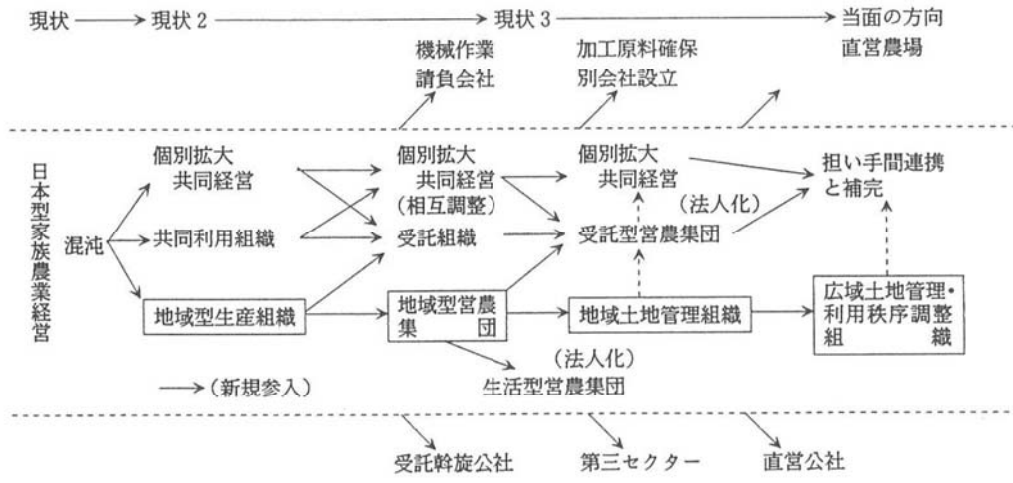 現状 現状2 現状3 当面の方向
機械作業 加工原料確保 直営農場
請負会社 別会社設立
日本型家族農業経営
個別拡大 個別拡大 個別拡大 担い手間連携
共同経営 共同経営 共同経営 と補完
(相互調整) (法人化)
混沌 共同利用組織 受託組織 受託型営農集団
地域型生産組織 地域型営農 地域土地管理組織 広域土地管理・
集団 利用秩序調整
組織
(法人化)
(新規参入) 生活型営農集団
受託斡旋公社 第三セクター 直営公社